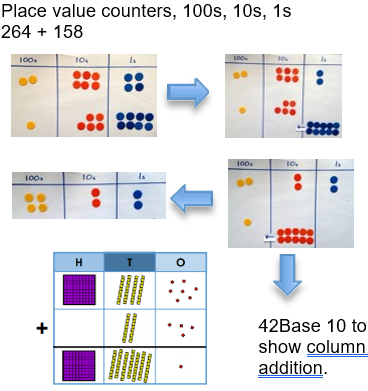 Place value counters, 100s, 10s, 1s
264 + 158
100s 10s 1s
100s 10s 1s
100s 10s 1s
100s 10s 1s
H T O
+
42Base 10 to
show column
addition.